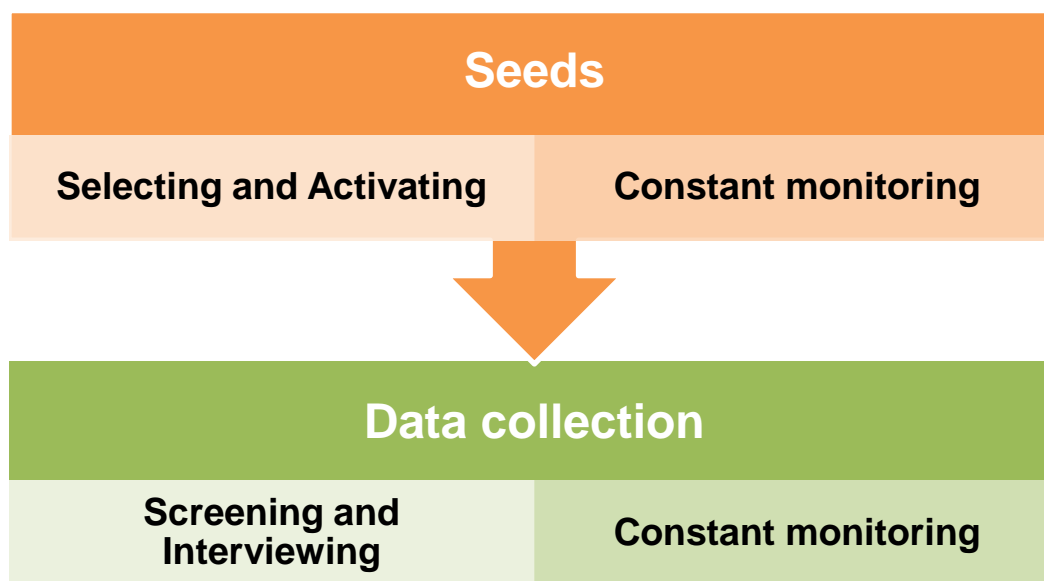 Seeds
Selecting and Activating
Constant monitoring
Data collection
Screening and
Interviewing
Constant monitoring